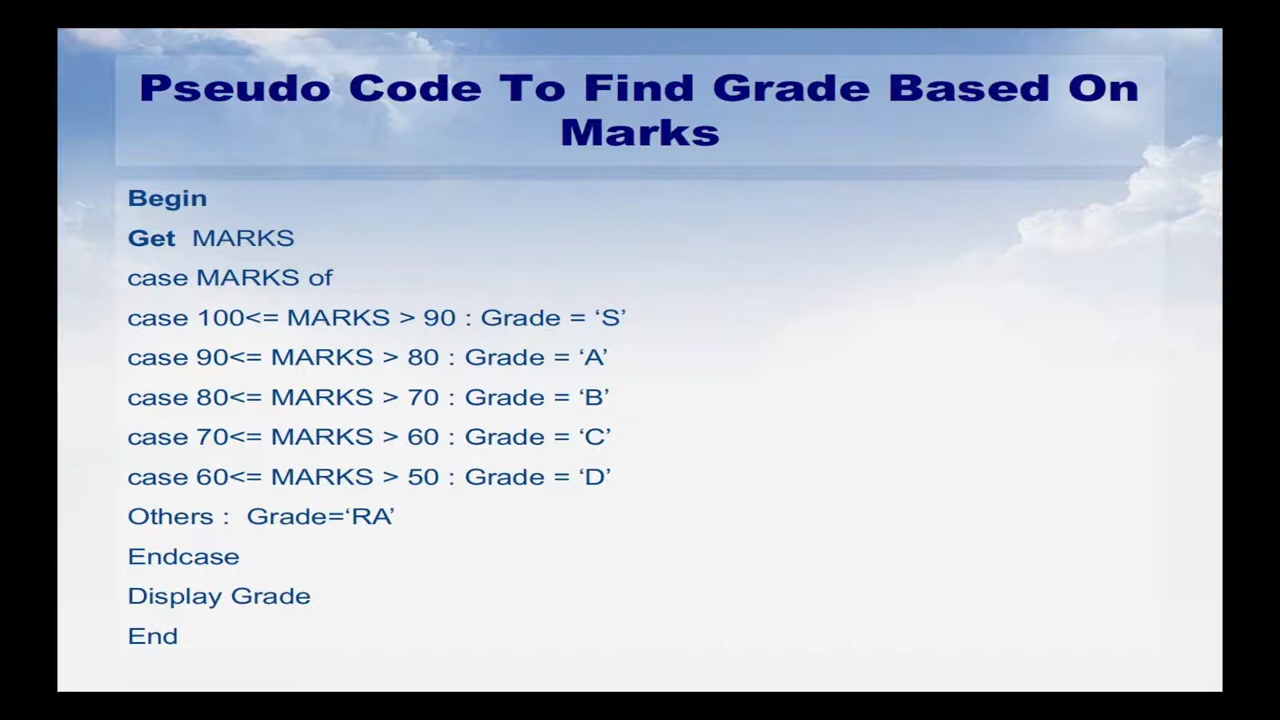 Pseudo Code To Find Grade Based On
Marks
Begin
Get MARKS
case MARKS of
case 100<= MARKS > 90 : Grade = ‘S’
case 90<= MARKS > 80 : Grade = ‘A’
case 80<= MARKS > 70 : Grade = ‘B’
case 70<= MARKS > 60 : Grade = ‘C’
case 60<= MARKS > 50 : Grade = ‘D’
Others : Grade=‘RA’
Endcase
Display Grade
End